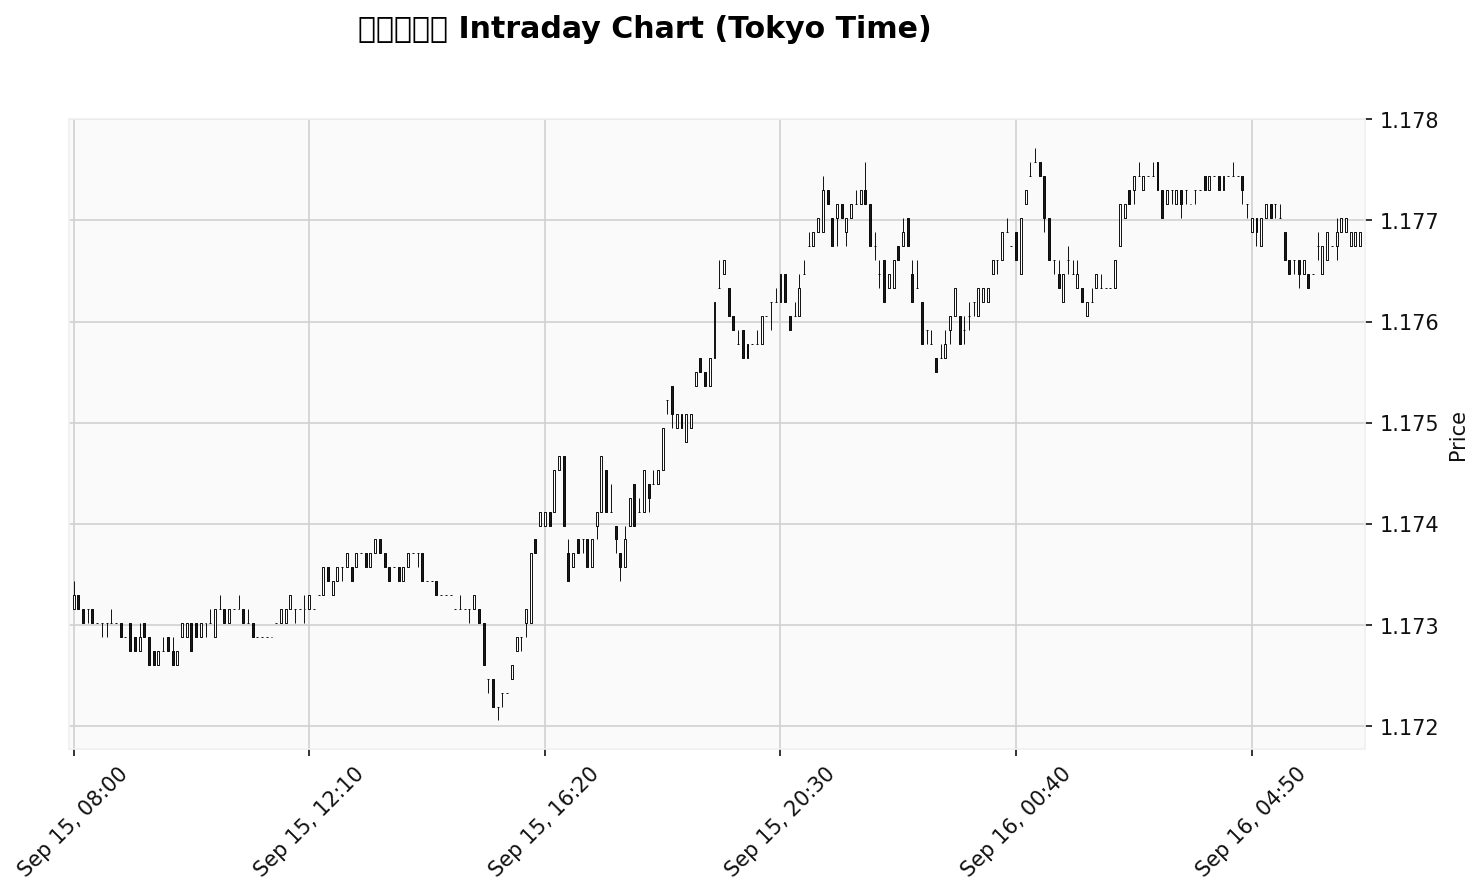 Intraday Chart (Tokyo Time)
1.178
1.177
1.176
1.175
1.174
1.173
1.172
Price
Sep 15, 08:00
Sep 15, 12:10
Sep 15, 16:20
Sep 15, 20:30
Sep 16, 00:40
Sep 16, 04:50